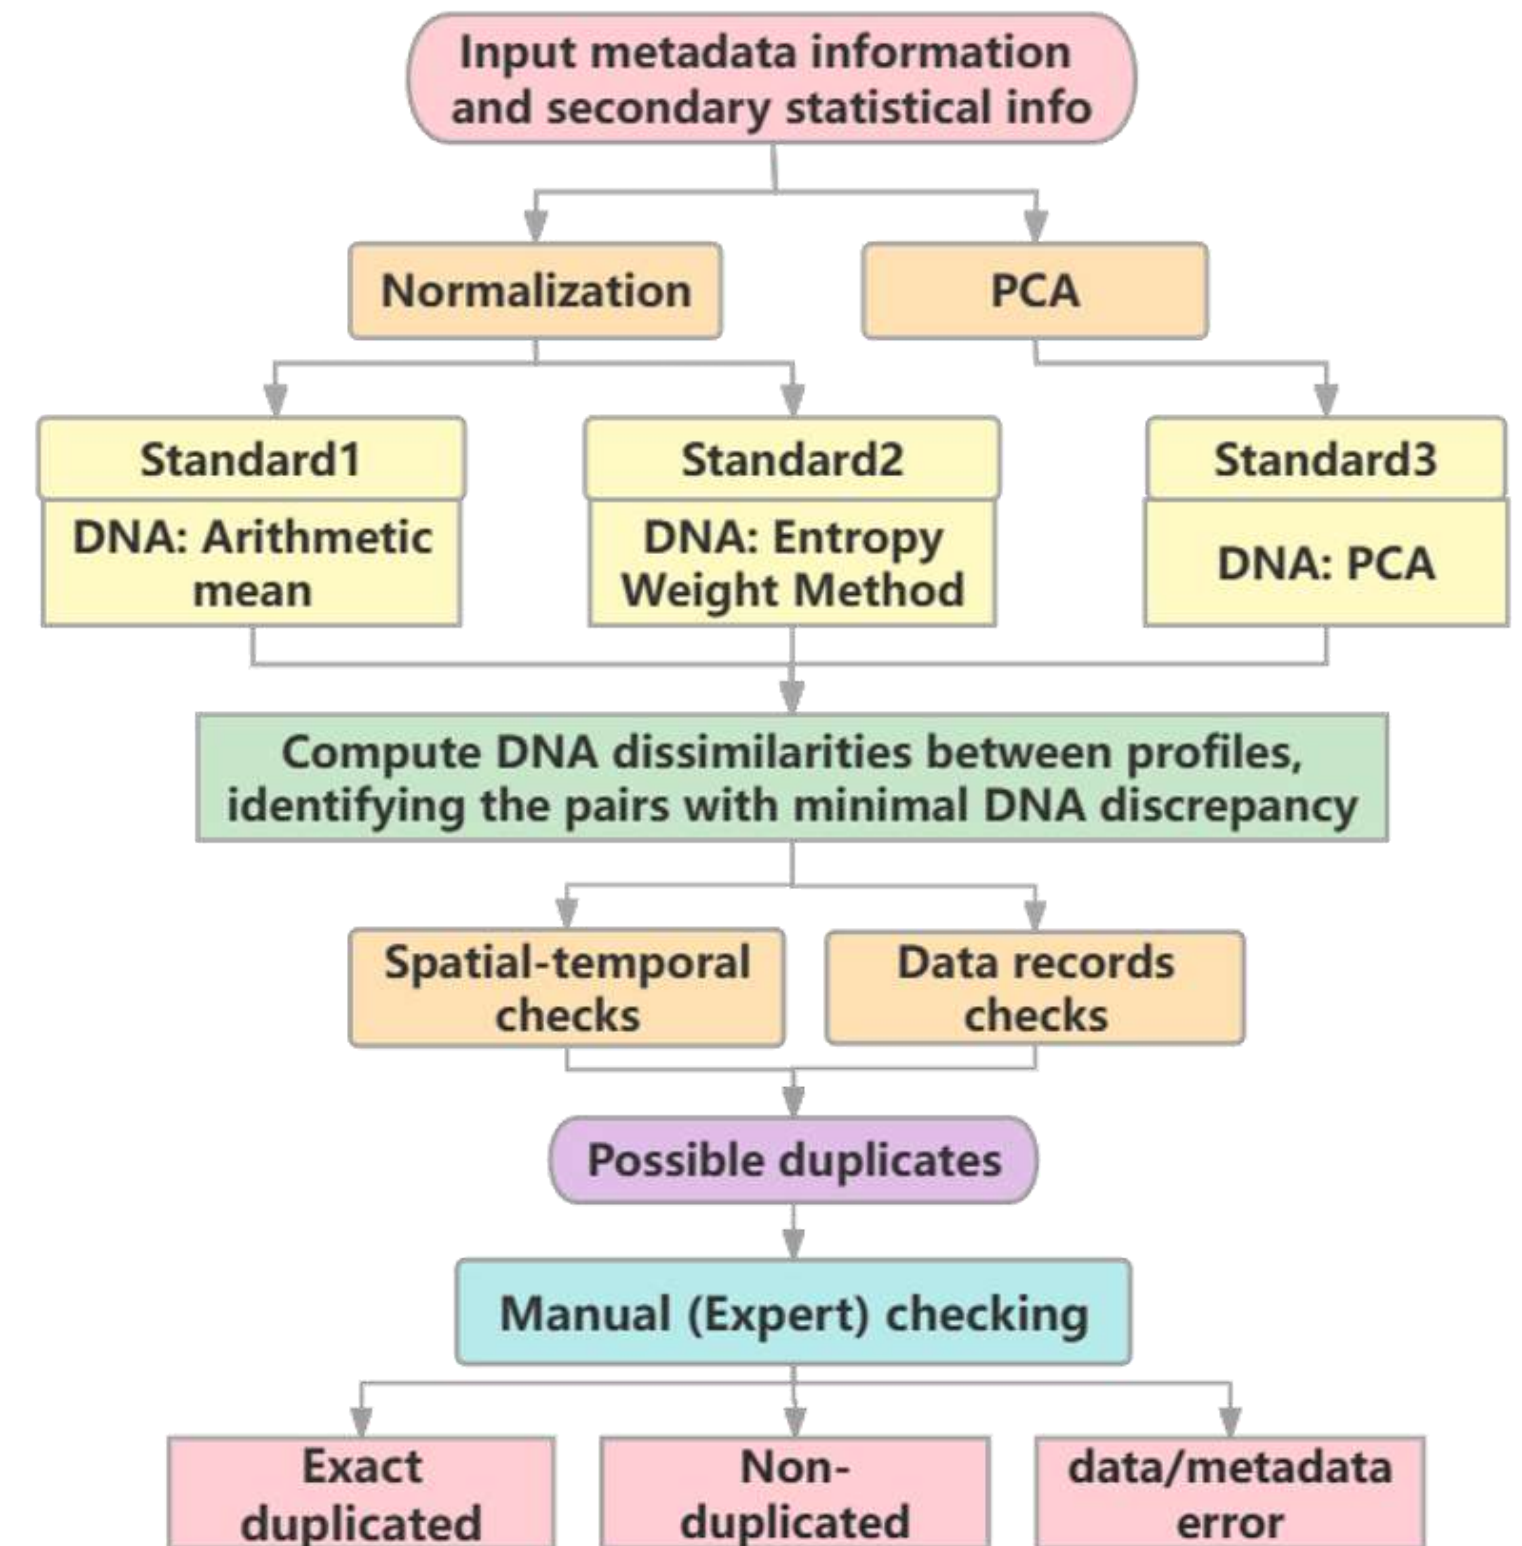 Input metadata information
and secondary statistical info
Normalization
PCA
Standard1
Standard2
Standard3
DNA: Arithmetic
mean
DNA: Entropy
Weight Method
DNA: PCA
Compute DNA dissimilarities between profiles,
identifying the pairs with minimal DNA discrepancy
Spatial-temporal
checks
Data records
checks
Possible duplicates
Manual (Expert) checking
Exact
duplicated
Non-
duplicated
data/metadata
error